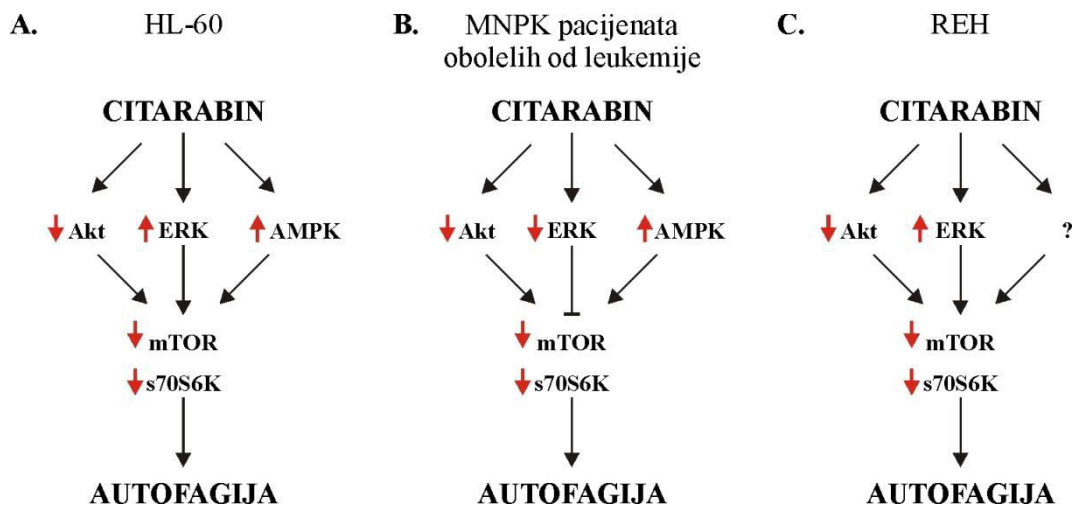 A. HL-60
CITARABIN
Akt ERK AMPK
mTOR
s70S6K
AUTOFAGIJA
B. MNPK pacijenata
obolelih od leukemije
CITARABIN
Akt ERK AMPK
mTOR
s70S6K
AUTOFAGIJA
C. REH
CITARABIN
Akt ERK ?
mTOR
s70S6K
AUTOFAGIJA